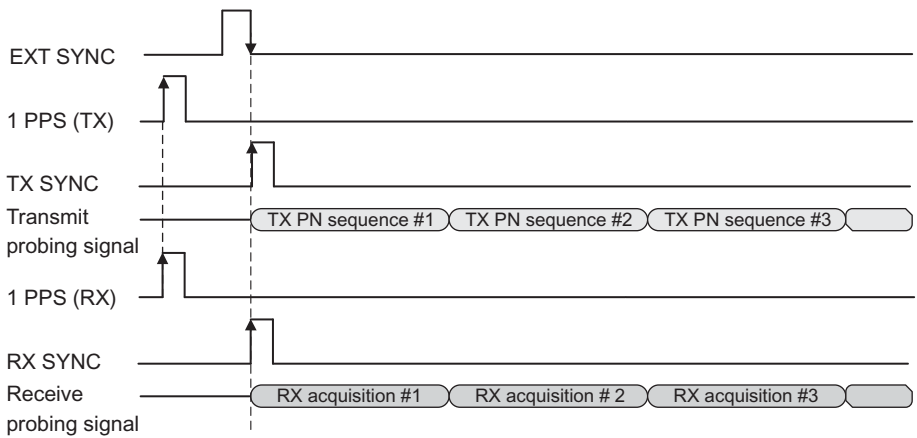 EXT SYNC
1 PPS (TX)
TX SYNC
Transmit
probing signal
TX PN sequence #1
TX PN sequence #2
TX PN sequence #3
1 PPS (RX)
RX SYNC
Receive
probing signal
RX acquisition #1
RX acquisition # 2
RX acquisition #3